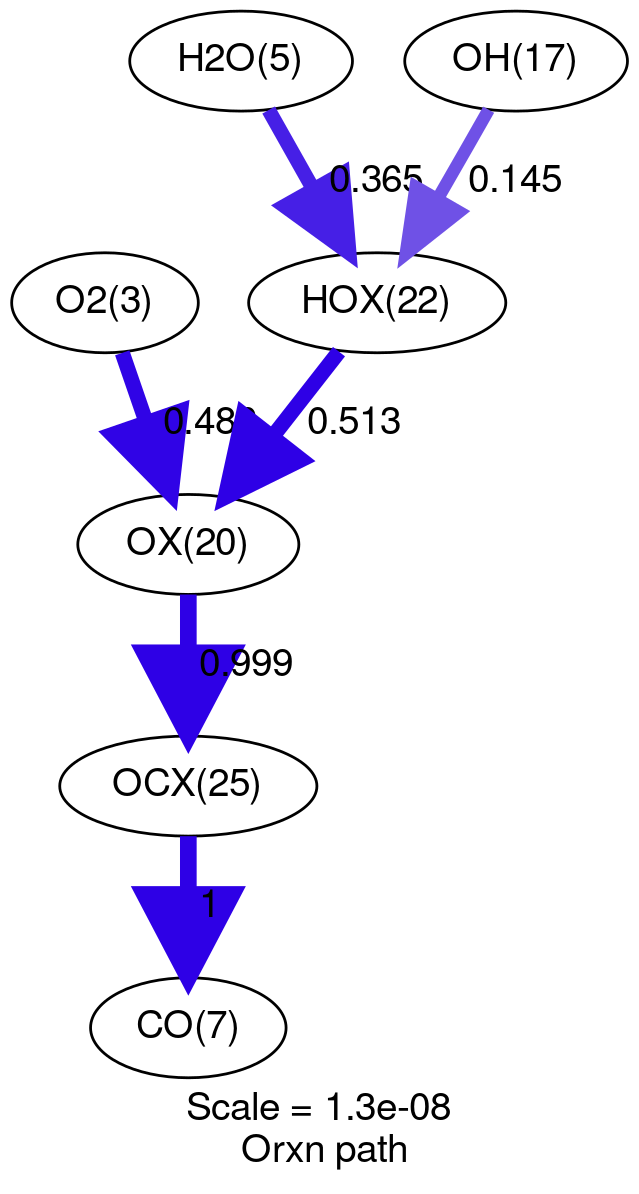 H2O(5)
OH(17)
0.365
0.145
O2(3)
HOX(22)
0.513
OX(20)
0.999
OCX(25)
1
CO(7)
Scale = 1.3e-08
Orxn path